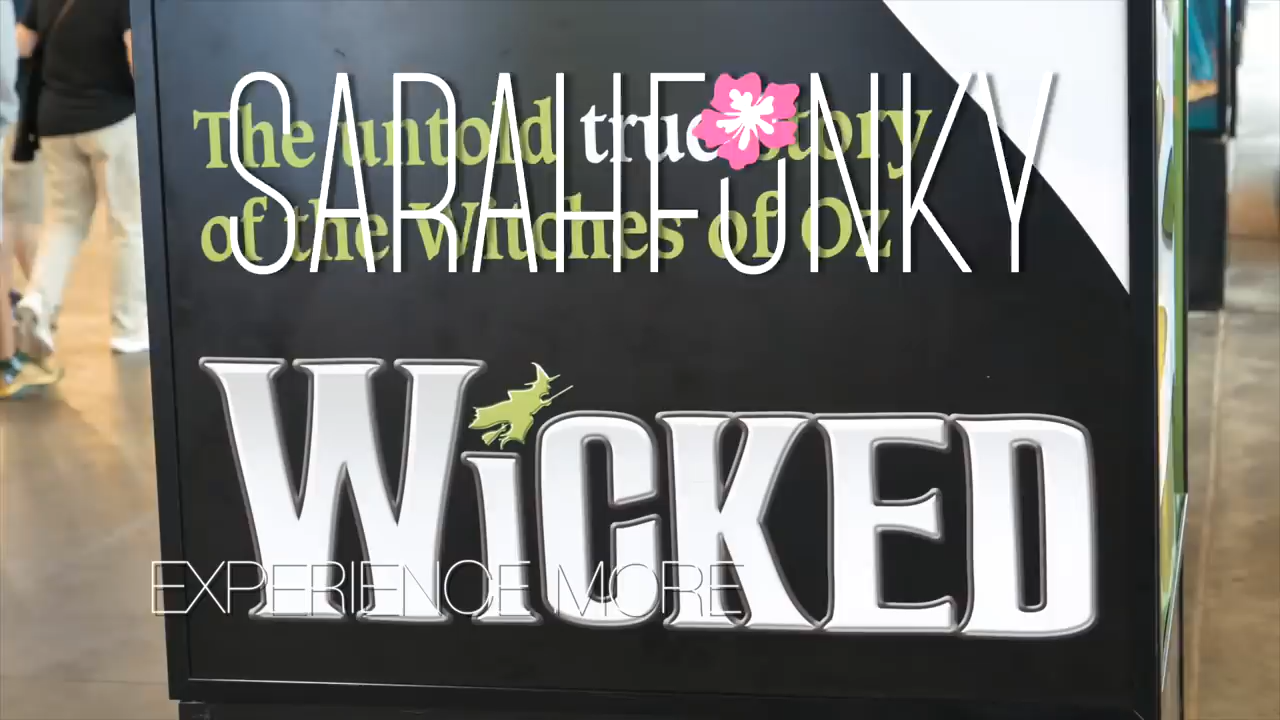 SARAHFUNKY
The untold true story
of the Witches of Oz
WICKED
EXPERIENCE MORE